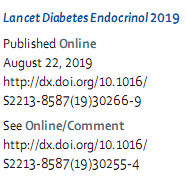 Lancet Diabetes Endocrinol 2019
Published Online
August 22, 2019
http://dx.doi.org/10.1016/
S2213-8587(19)30266-9
See Online/Comment
http://dx.doi.org/10.1016/
S2213-8587(19)30255-4